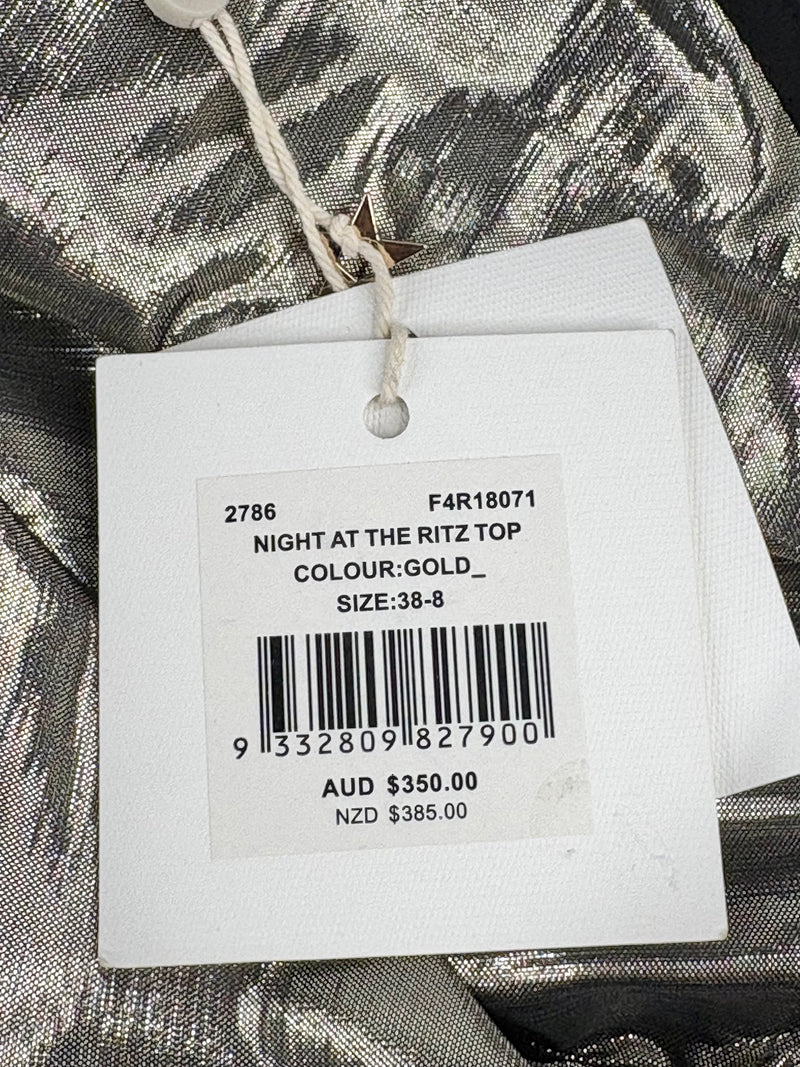 2786 F4R18071
NIGHT AT THE RITZ TOP
COLOUR:GOLD_
SIZE:38-8
9 332809 827900
AUD $350.00
NZD $385.00